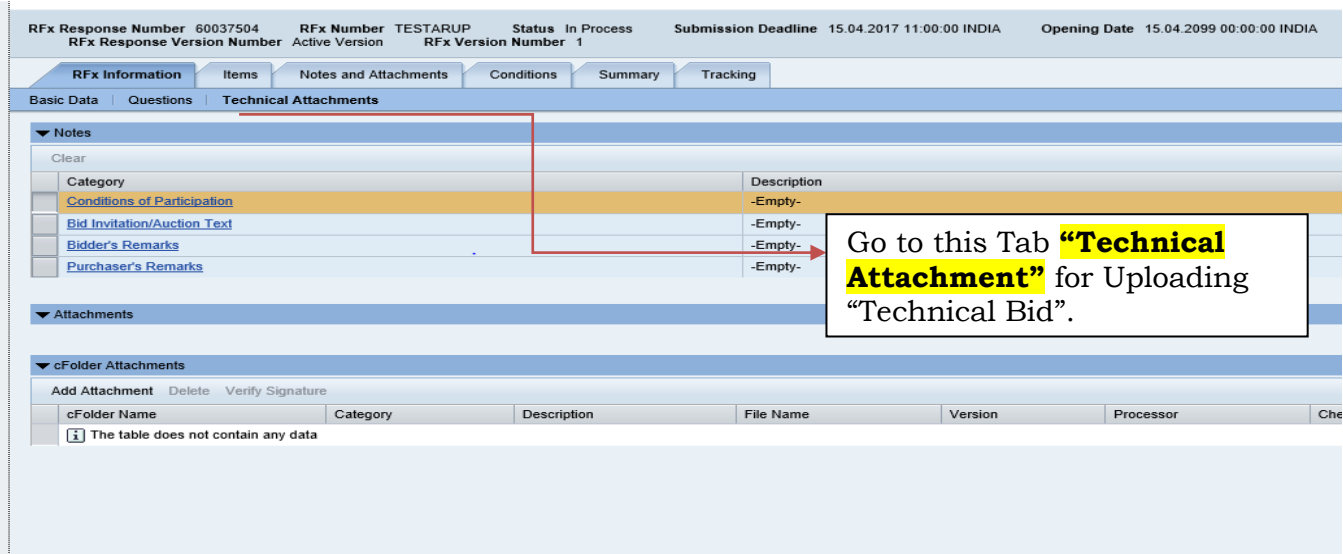 RFx Response Number 60037504 RFx Number TESTARUP Status In Process Submission Deadline 15.04.2017 11:00:00 INDIA Opening Date 15.04.2099 00:00:00 INDIA
RFx Response Version Number Active Version RFx Version Number 1
RFx Information Items Notes and Attachments Conditions Summary Tracking
Basic Data | Questions | Technical Attachments
Notes
Clear
Category Description
Conditions of Participation -Empty-
Bid Invitation/Auction Text -Empty-
Bidder's Remarks -Empty-
Purchaser's Remarks -Empty-
Go to this Tab “Technical
Attachment” for Uploading
“Technical Bid”.
Attachments
cFolder Attachments
Add Attachment Delete Verify Signature
cFolder Name Category Description File Name Version Processor Che
The table does not contain any data